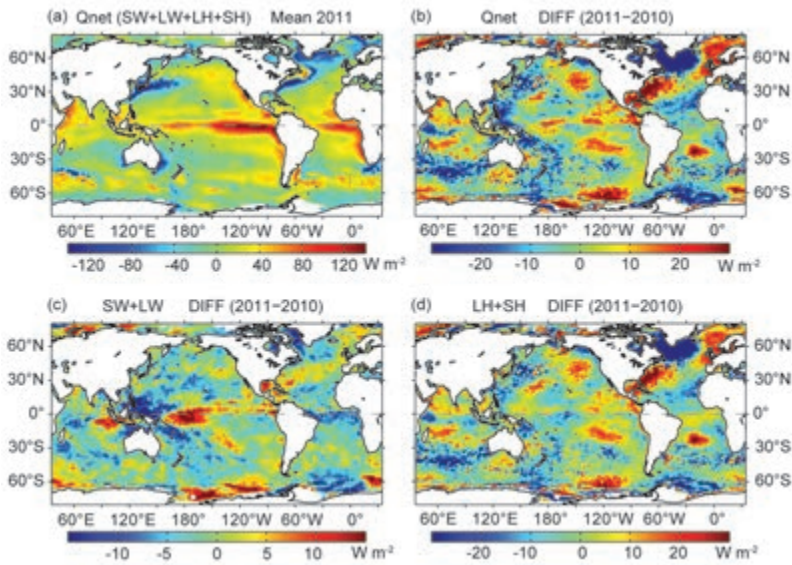 (a) Qnet (SW+LW+LH+SH) Mean 2011
60°N
30°N
0°
30°S
60°S
60°E 120°E 180° 120°W 60°W 0°
-120 -80 -40 0 40 80 120 W m-2
(b) Qnet DIFF (2011−2010)
60°N
30°N
0°
30°S
60°S
60°E 120°E 180° 120°W 60°W 0°
-20 -10 0 10 20 W m-2
(c) SW+LW DIFF (2011−2010)
60°N
30°N
0°
30°S
60°S
60°E 120°E 180° 120°W 60°W 0°
-10 -5 0 5 10 W m-2
(d) LH+SH DIFF (2011−2010)
60°N
30°N
0°
30°S
60°S
60°E 120°E 180° 120°W 60°W 0°
-20 -10 0 10 20 W m-2